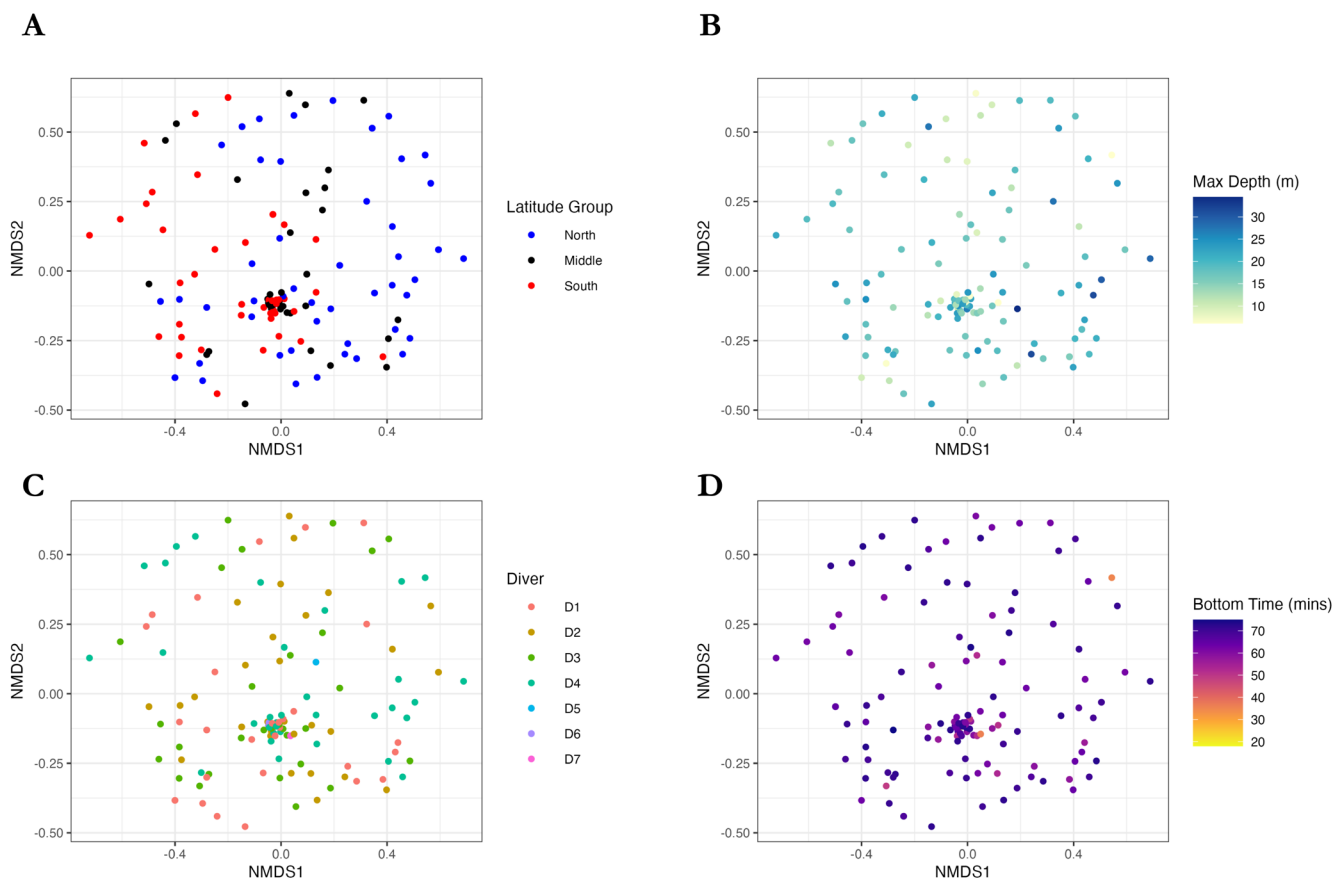 A
B
0.50
0.25
0.00
-0.25
-0.50
NMDS2
-0.4
0.0
0.4
NMDS1
Latitude Group
North
Middle
South
0.50
0.25
0.00
-0.25
-0.50
NMDS2
-0.4
0.0
0.4
NMDS1
Max Depth (m)
30
25
20
15
10
C
D
0.50
0.25
0.00
-0.25
-0.50
NMDS2
-0.4
0.0
0.4
NMDS1
Diver
D1
D2
D3
D4
D5
D6
D7
0.50
0.25
0.00
-0.25
-0.50
NMDS2
-0.4
0.0
0.4
NMDS1
Bottom Time (mins)
70
60
50
40
30
20